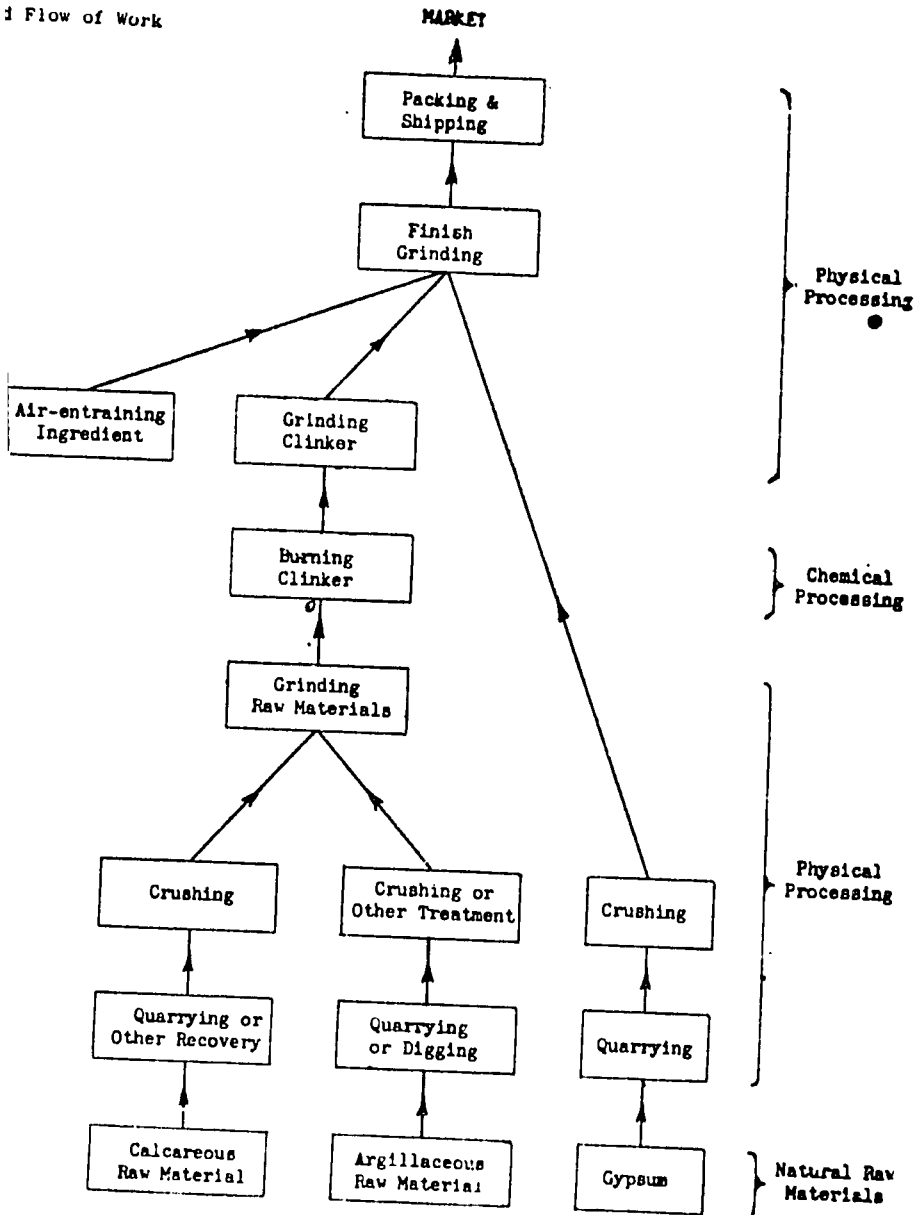 d Flow of Work
MARKET
Packing &
Shipping
Finish
Grinding
Physical
Processing
Air-entraining
Ingredient
Grinding
Clinker
Burning
Clinker
Chemical
Processing
Grinding
Raw Materials
Crushing
Crushing or
Other Treatment
Crushing
Physical
Processing
Quarrying or
Other Recovery
Quarrying
or Digging
Quarrying
Calcareous
Raw Material
Argillaceous
Raw Material
Gypsum
Natural Raw
Materials